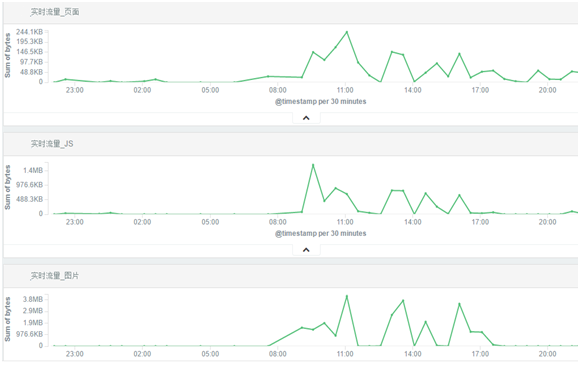 实时流量_页面
Sum of bytes
244.1KB
195.3KB
146.5KB
97.7KB
48.8KB
0
23:00 02:00 05:00 08:00 11:00 14:00 17:00 20:00
@timestamp per 30 minutes
实时流量_JS
Sum of bytes
1.4MB
976.6KB
488.3KB
0
23:00 02:00 05:00 08:00 11:00 14:00 17:00 20:00
@timestamp per 30 minutes
实时流量_图片
Sum of bytes
3.8MB
2.9MB
1.9MB
976.6KB
0
23:00 02:00 05:00 08:00 11:00 14:00 17:00 20:00